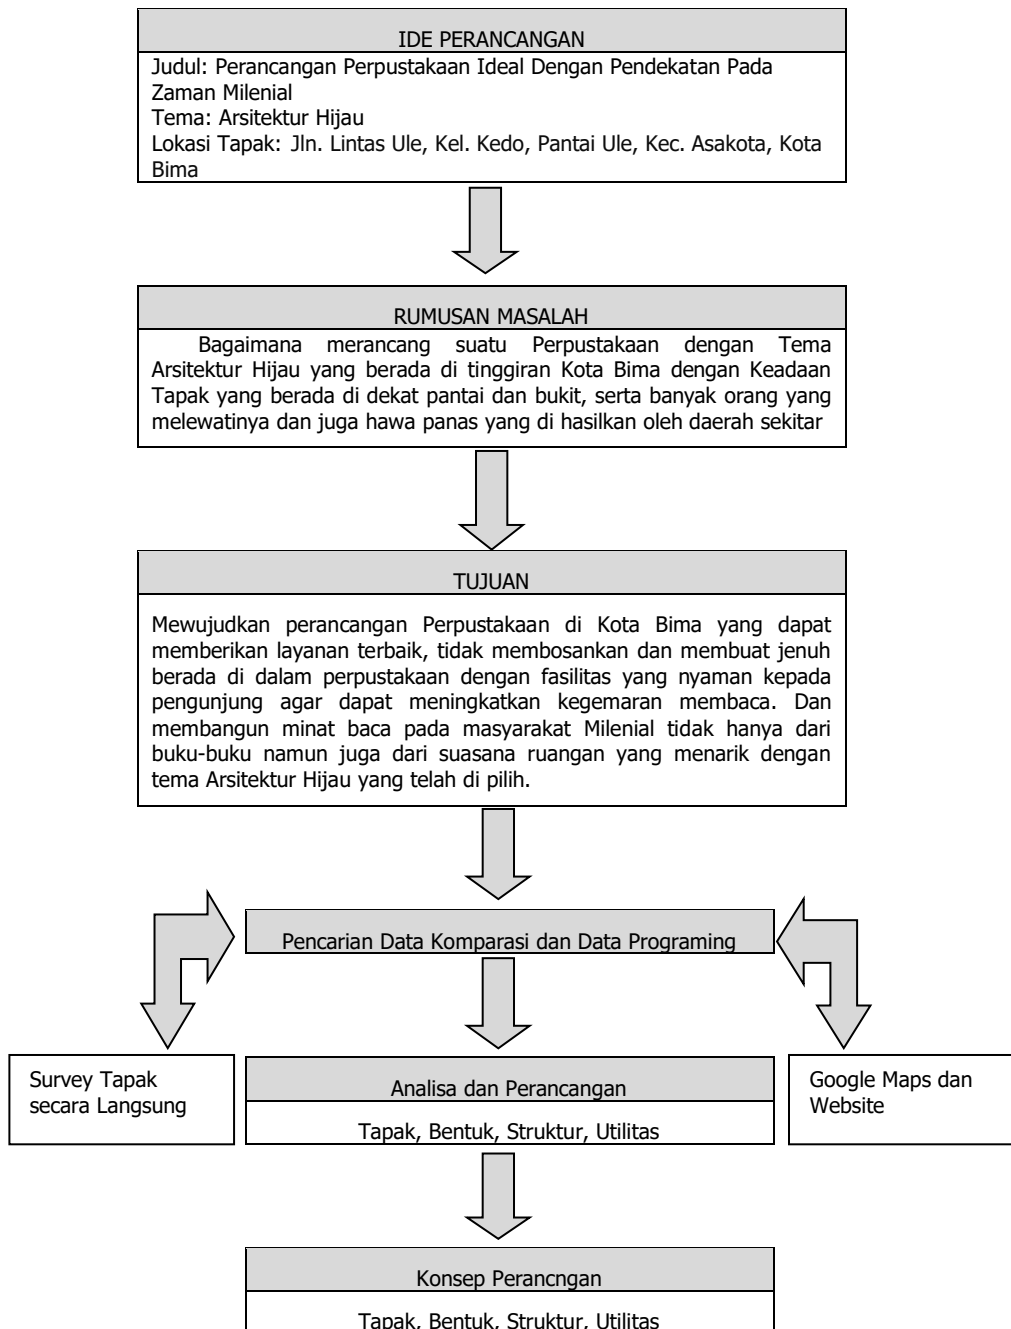 IDE PERANCANGAN
Judul: Perancangan Perpustakaan Ideal Dengan Pendekatan Pada
Zaman Milenial
Tema: Arsitektur Hijau
Lokasi Tapak: Jln. Lintas Ule, Kel. Kedo, Pantai Ule, Kec. Asakota, Kota
Bima
RUMUSAN MASALAH
Bagaimana merancang suatu Perpustakaan dengan Tema
Arsitektur Hijau yang berada di tinggiran Kota Bima dengan Keadaan
Tapak yang berada di dekat pantai dan bukit, serta banyak orang yang
melewatinya dan juga hawa panas yang di hasilkan oleh daerah sekitar
TUJUAN
Mewujudkan perancangan Perpustakaan di Kota Bima yang dapat
memberikan layanan terbaik, tidak membosankan dan membuat jenuh
berada di dalam perpustakaan dengan fasilitas yang nyaman kepada
pengunjung agar dapat meningkatkan kegemaran membaca. Dan
membangun minat baca pada masyarakat Milenial tidak hanya dari
buku-buku namun juga dari suasana ruangan yang menarik dengan
tema Arsitektur Hijau yang telah di pilih.
Pencarian Data Komparasi dan Data Programing
Survey Tapak
secara Langsung
Analisa dan Perancangan
Tapak, Bentuk, Struktur, Utilitas
Google Maps dan
Website
Konsep Perancngan
Tapak, Bentuk, Struktur, Utilitas